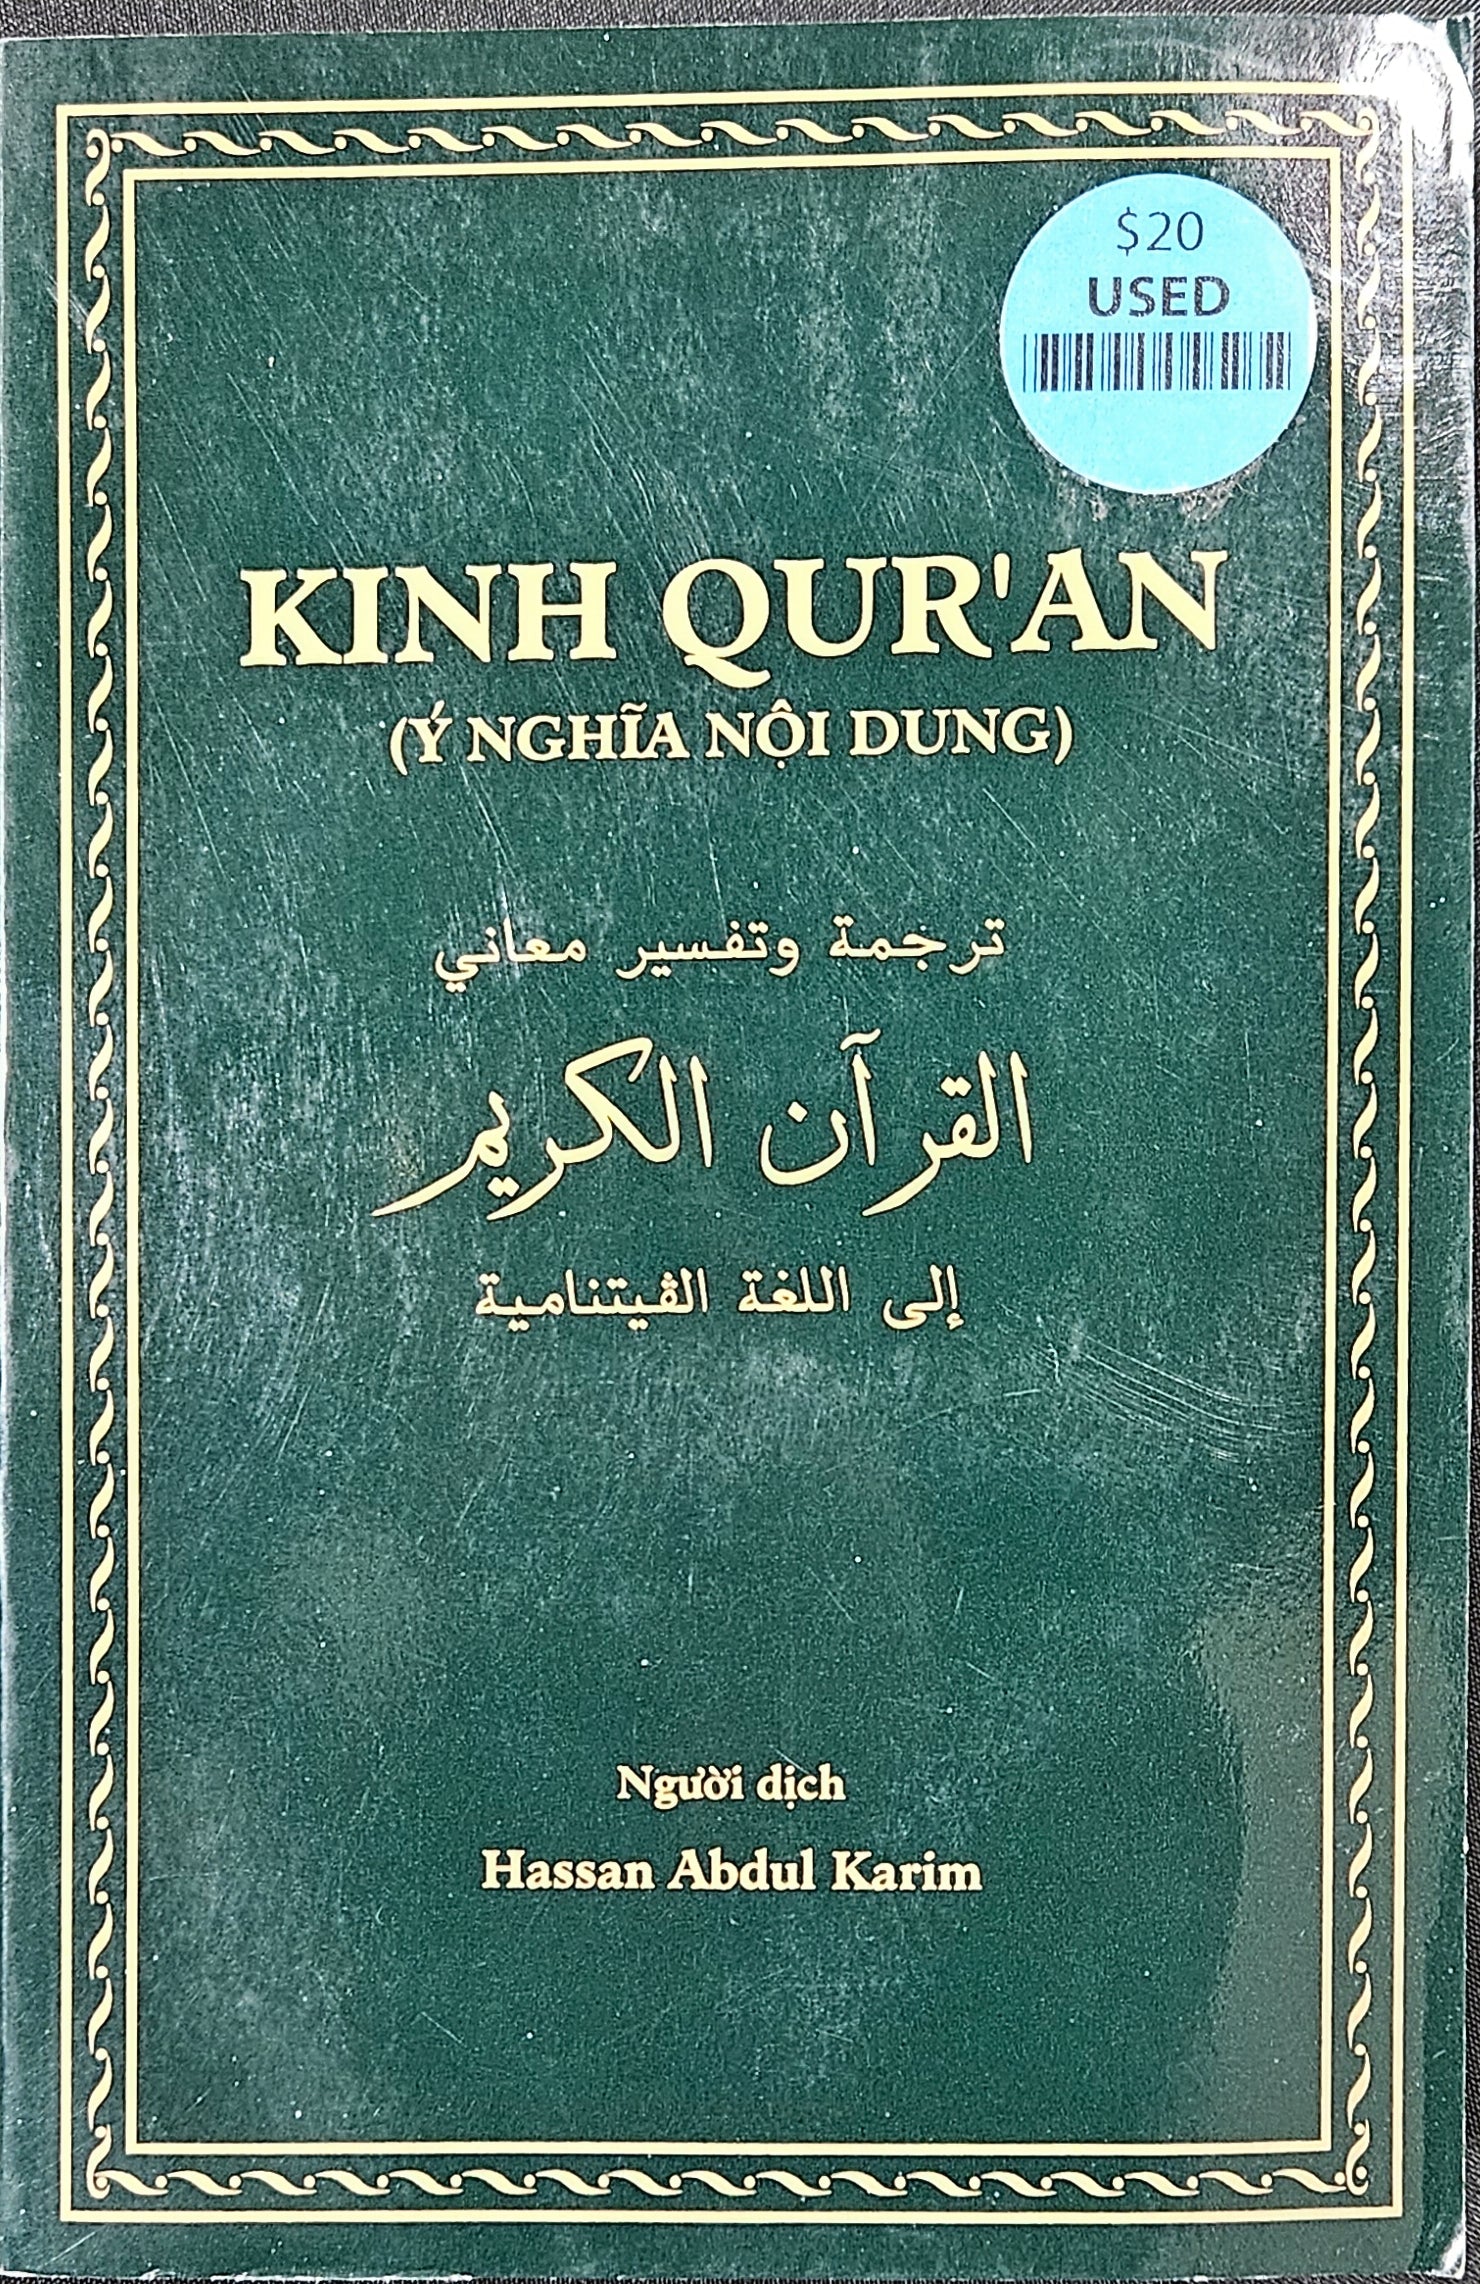 $20
USED
KINH QUR'AN
(Ý NGHĨA NỘI DUNG)
ترجمة وتفسير معاني
القرآن الكريم
إلى اللغة الڤيتنامية
Người dịch
Hassan Abdul Karim